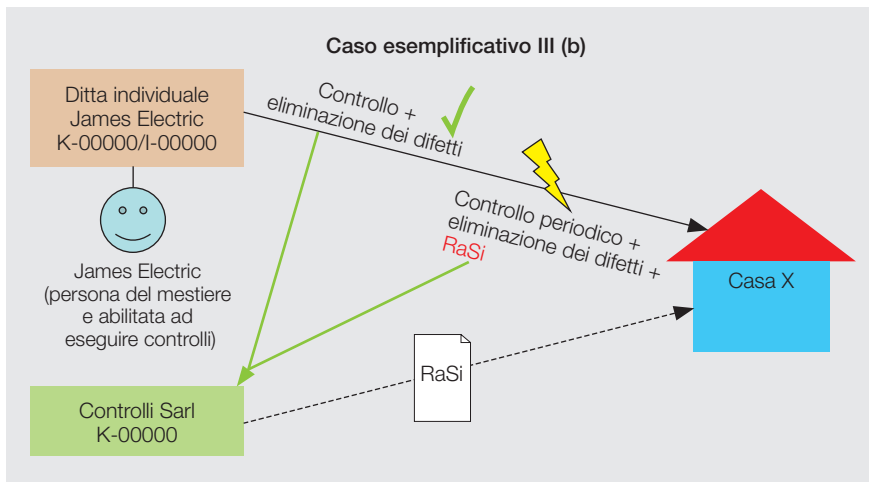 Caso esemplificativo III (b)
Ditta individuale
James Electric
K-00000/I-00000
Controllo +
eliminazione dei difetti
Controllo periodico +
eliminazione dei difetti +
RaSi
James Electric
(persona del mestiere
e abilitata ad
eseguire controlli)
Casa X
RaSi
Controlli Sarl
K-00000